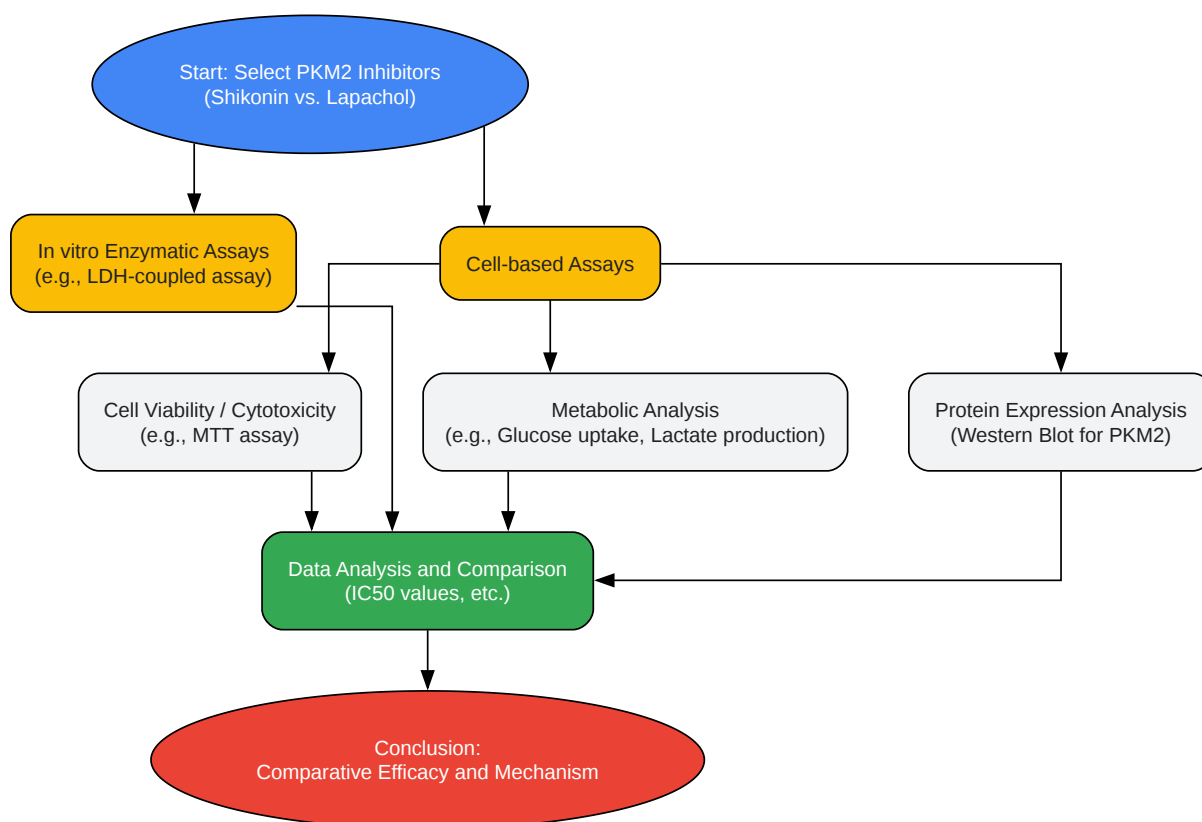 Start: Select PKM2 Inhibitors
(Shikonin vs. Lapachol)
In vitro Enzymatic Assays
(e.g., LDH-coupled assay)
Cell-based Assays
Cell Viability / Cytotoxicity
(e.g., MTT assay)
Metabolic Analysis
(e.g., Glucose uptake, Lactate production)
Protein Expression Analysis
(Western Blot for PKM2)
Data Analysis and Comparison
(IC50 values, etc.)
Conclusion:
Comparative Efficacy and Mechanism